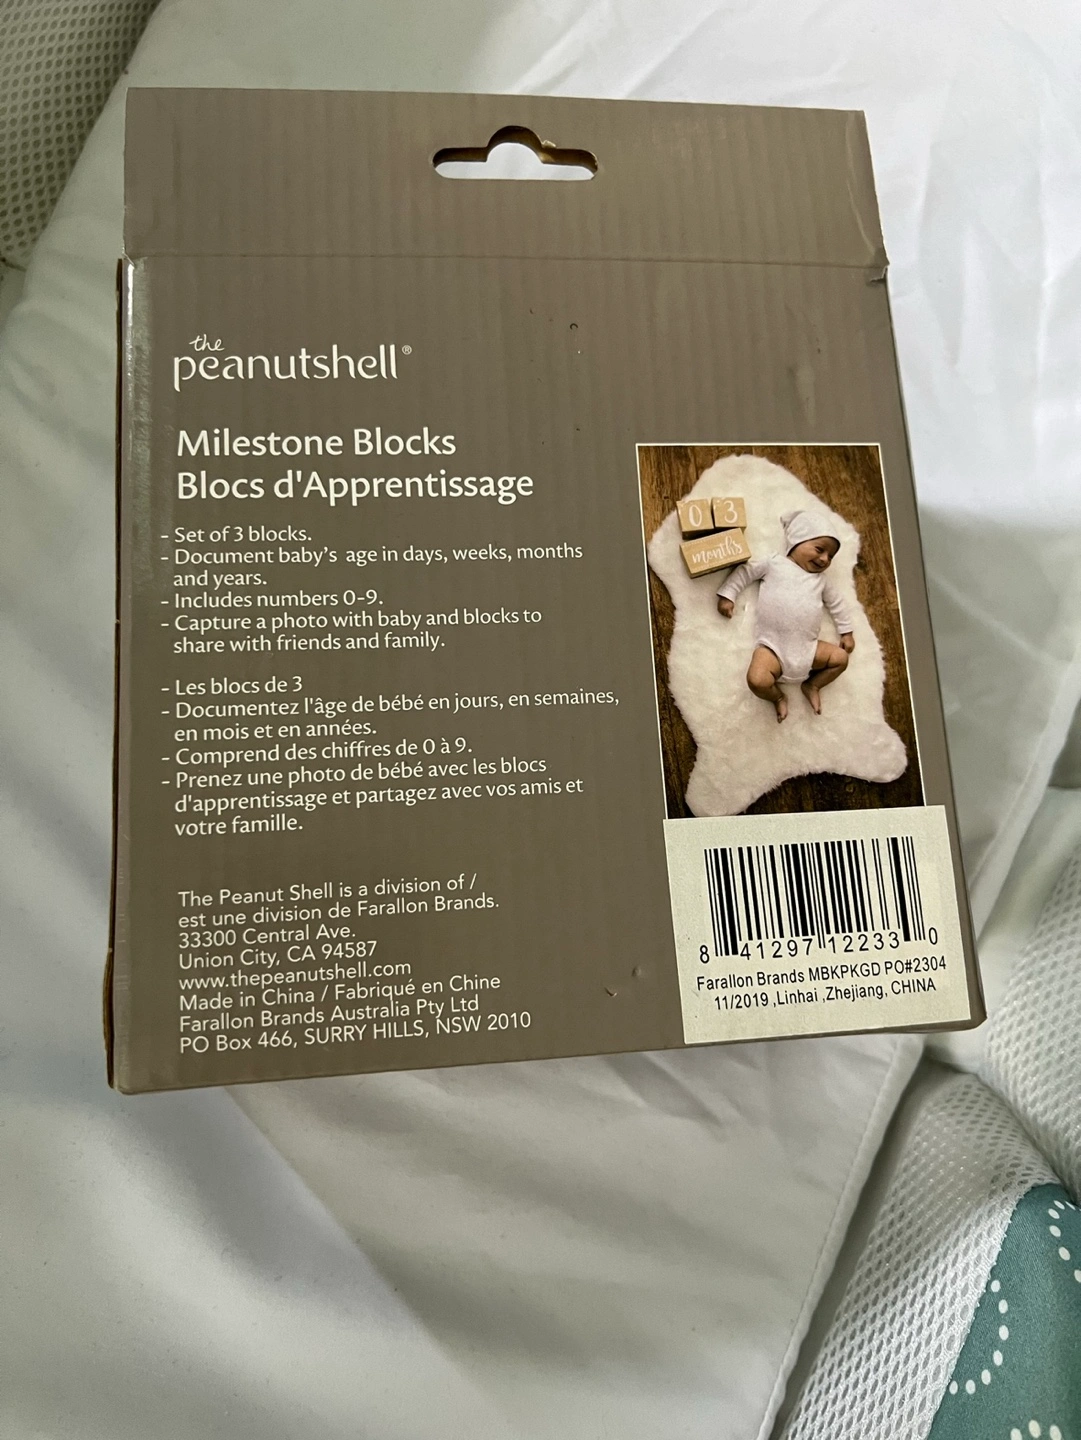 the
peanutshell®
Milestone Blocks
Blocs d'Apprentissage
- Set of 3 blocks.
- Document baby's age in days, weeks, months
and years.
- Includes numbers 0-9.
- Capture a photo with baby and blocks to
share with friends and family.
- Les blocs de 3
- Documentez l'âge de bébé en jours, en semaines,
en mois et en années.
- Comprend des chiffres de 0 à 9.
- Prenez une photo de bébé avec les blocs
d'apprentissage et partagez avec vos amis et
votre famille.
The Peanut Shell is a division of /
est une division de Farallon Brands.
33300 Central Ave.
Union City, CA 94587
www.thepeanutshell.com
Made in China / Fabriqué en Chine
Farallon Brands Australia Pty Ltd
PO Box 466, SURRY HILLS, NSW 2010
0 3
months
8 41297 12233 0
Farallon Brands MBKPKGD PO#2304
11/2019 ,Linhai ,Zhejiang, CHINA